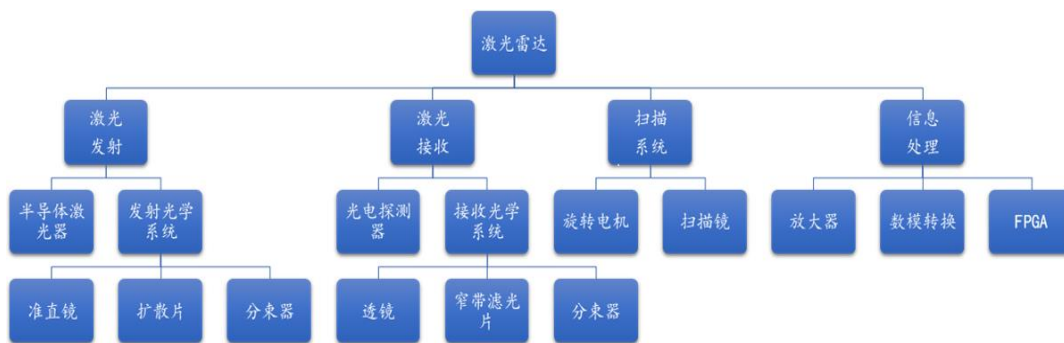 激光雷达
激光
发射
激光
接收
扫描
系统
信息
处理
半导体激
光器
发射光学
系统
光电探测
器
接收光学
系统
旋转电机
扫描镜
放大器
数模转换
FPGA
准直镜
扩散片
分束器
透镜
窄带滤光
片
分束器